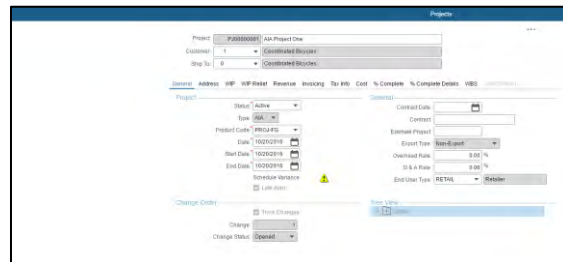 Projects
Project: PJ00000001 AIA Project One
Customer: 1 Coordinated Bicycles
Ship To: 0 Coordinated Bicycles
General Address WIP WIP Relief Revenue Invoicing Tax Info Cost % Complete % Complete Details WBS
Project
Status: Active
Type: AIA
Product Code: PROJ-FG
Date: 10/20/2016
Start Date: 10/20/2016
End Date: 10/20/2016
Schedule Variance
Late Alert
Change Order
Track Changes
Change: 1
Change Status: Opened
General
Contract Date:
Contract:
Estimate Project:
Export Type: Non-Export
Overhead Rate: 0.00 %
G & A Rate: 0.00 %
End User Type: RETAIL Retailer
Tree View